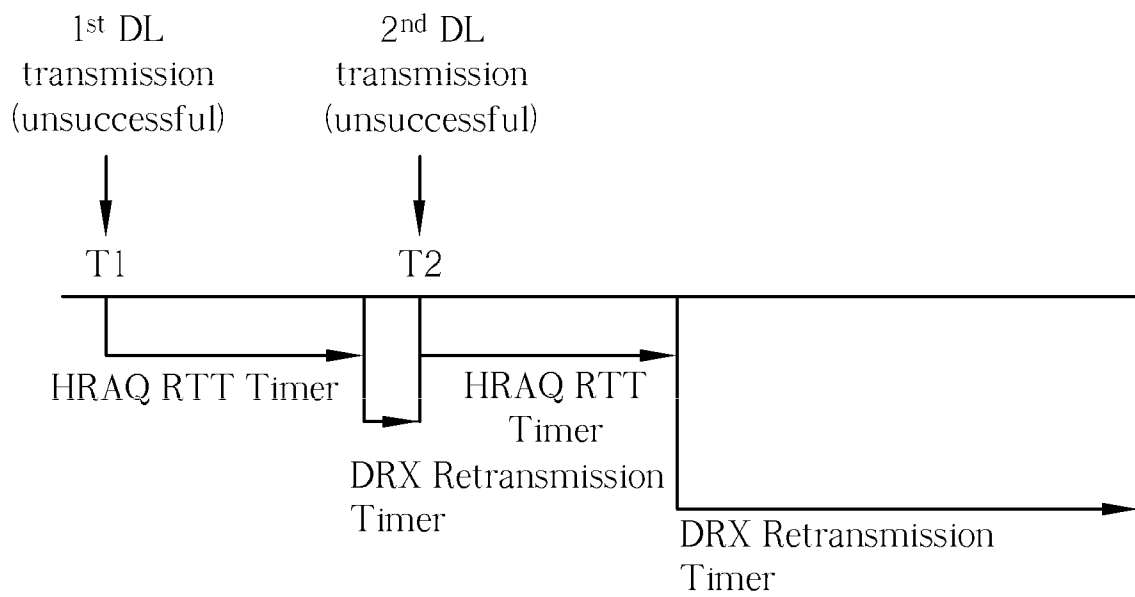 1st DL
transmission
(unsuccessful)
2nd DL
transmission
(unsuccessful)
T1
T2
HRAQ RTT Timer
HRAQ RTT
Timer
DRX Retransmission
Timer
DRX Retransmission
Timer